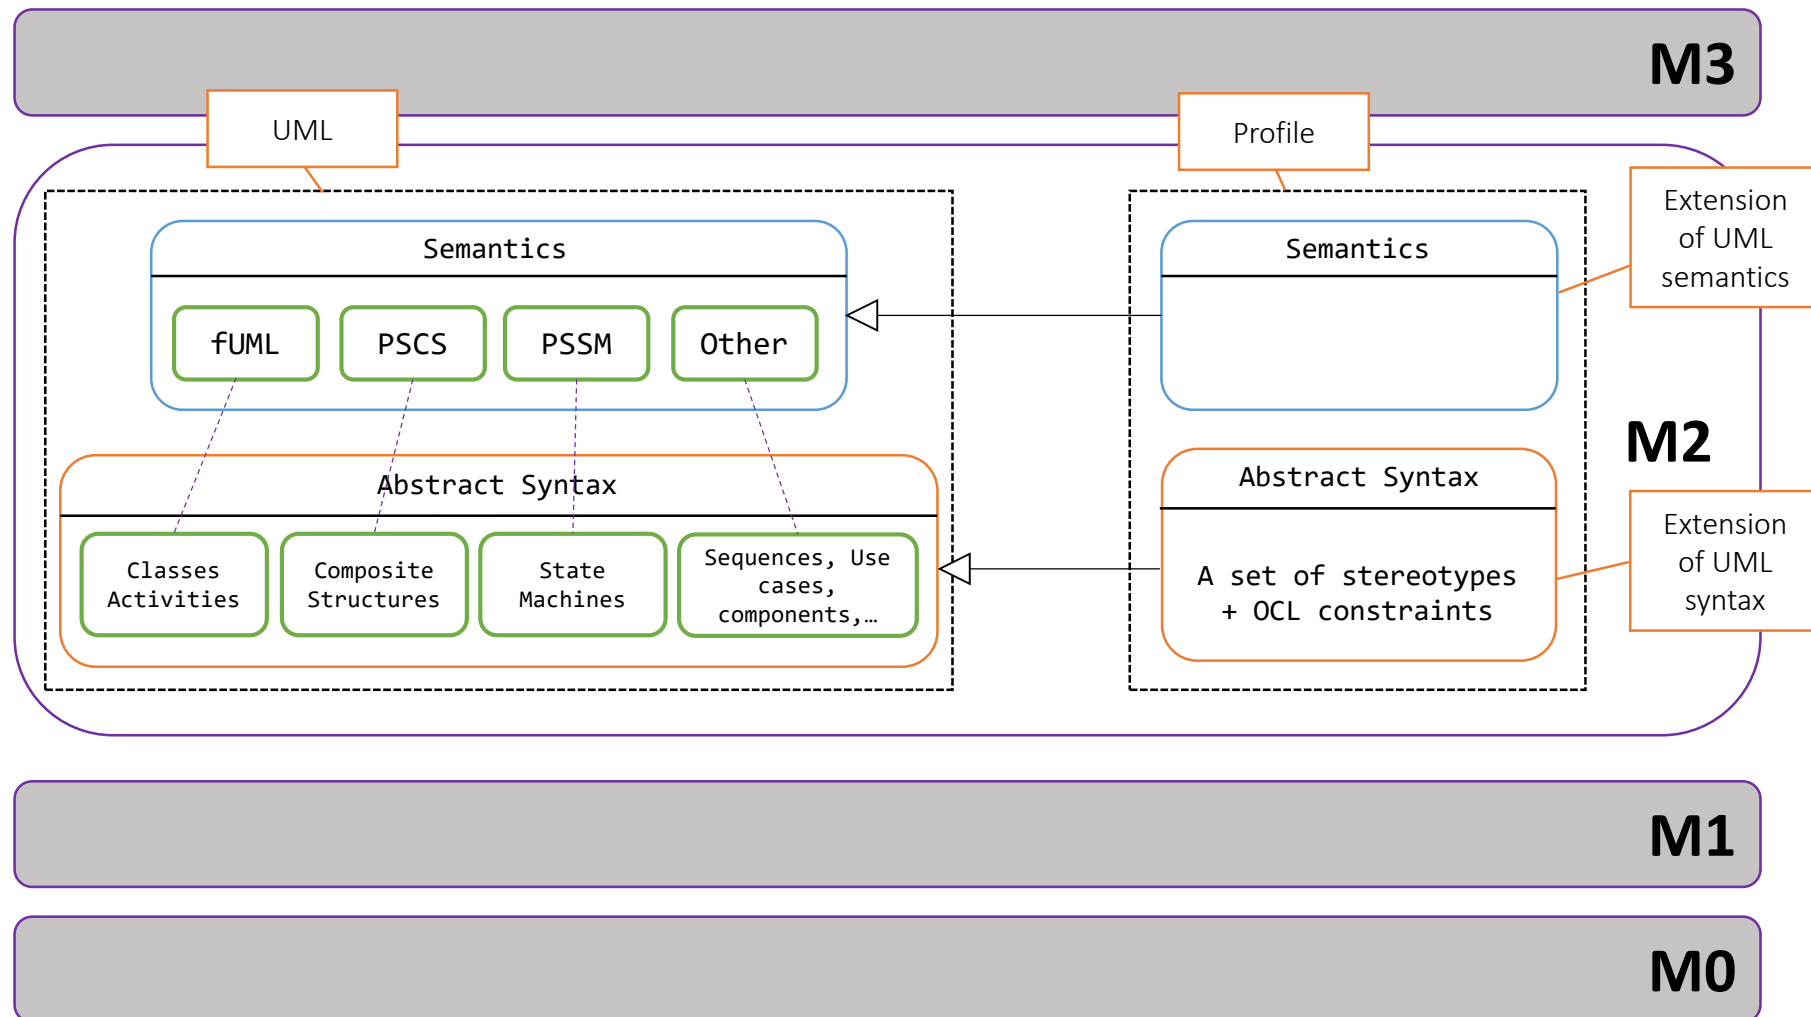 M3
UML
Profile
Extension
of UML
semantics
Semantics
fUML
PSCS
PSSM
Other
Semantics
M2
Abstract Syntax
Classes
Activities
Composite
Structures
State
Machines
Sequences, Use
cases,
components,…
Abstract Syntax
A set of stereotypes
+ OCL constraints
Extension
of UML
syntax
M1
M0